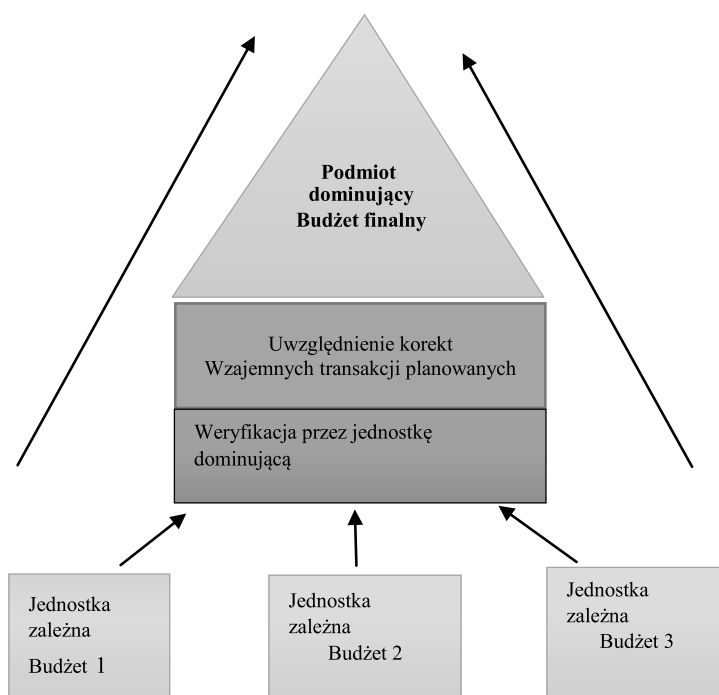 Podmiot
dominujący
Budżet finalny
Uwzględnienie korekt
Wzajemnych transakcji planowanych
Weryfikacja przez jednostkę
dominującą
Jednostka
zależna
Budżet 1
Jednostka
zależna
Budżet 2
Jednostka
zależna
Budżet 3